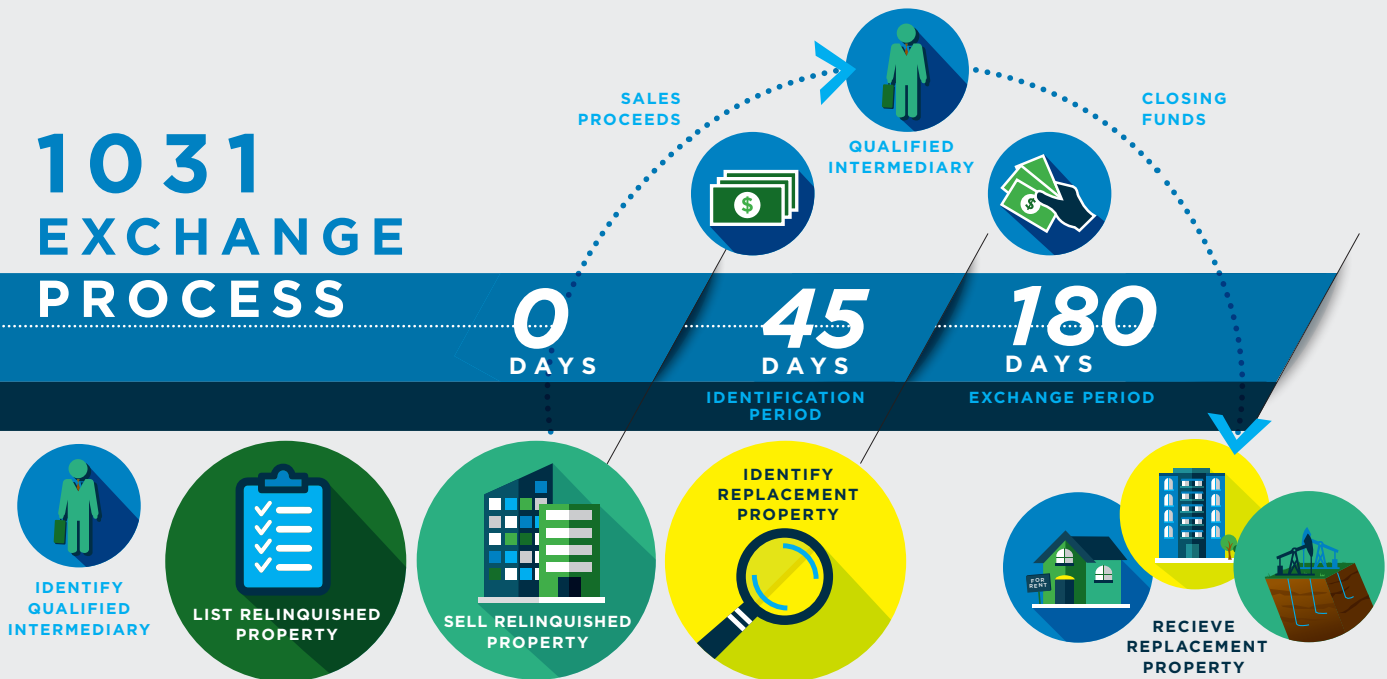 1031
EXCHANGE
PROCESS
SALES
PROCEEDS
QUALIFIED
INTERMEDIARY
CLOSING
FUNDS
$
$
0
DAYS
45
DAYS
IDENTIFICATION
PERIOD
180
DAYS
EXCHANGE PERIOD
IDENTIFY
QUALIFIED
INTERMEDIARY
LIST RELINQUISHED
PROPERTY
SELL RELINQUISHED
PROPERTY
IDENTIFY
REPLACEMENT
PROPERTY
FOR
RENT
RECIEVE
REPLACEMENT
PROPERTY